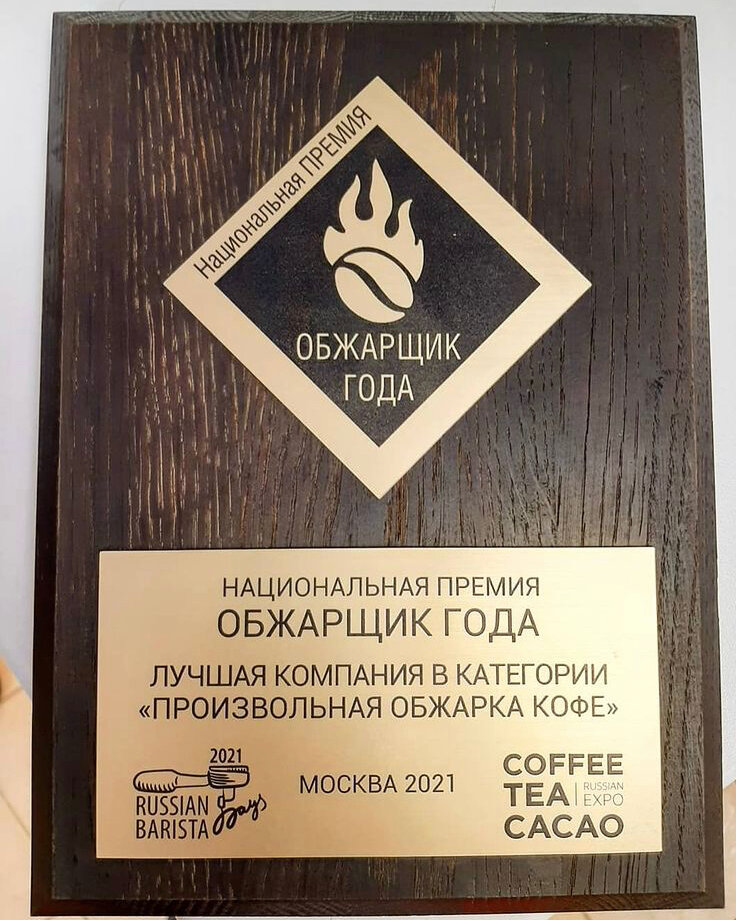 Национальная ПРЕМИЯ
ОБЖАРЩИК
ГОДА
НАЦИОНАЛЬНАЯ ПРЕМИЯ
ОБЖАРЩИК ГОДА
ЛУЧШАЯ КОМПАНИЯ В КАТЕГОРИИ
«ПРОИЗВОЛЬНАЯ ОБЖАРКА КОФЕ»
2021
RUSSIAN
BARISTA Days
МОСКВА 2021
COFFEE
TEA RUSSIAN EXPO
CACAO